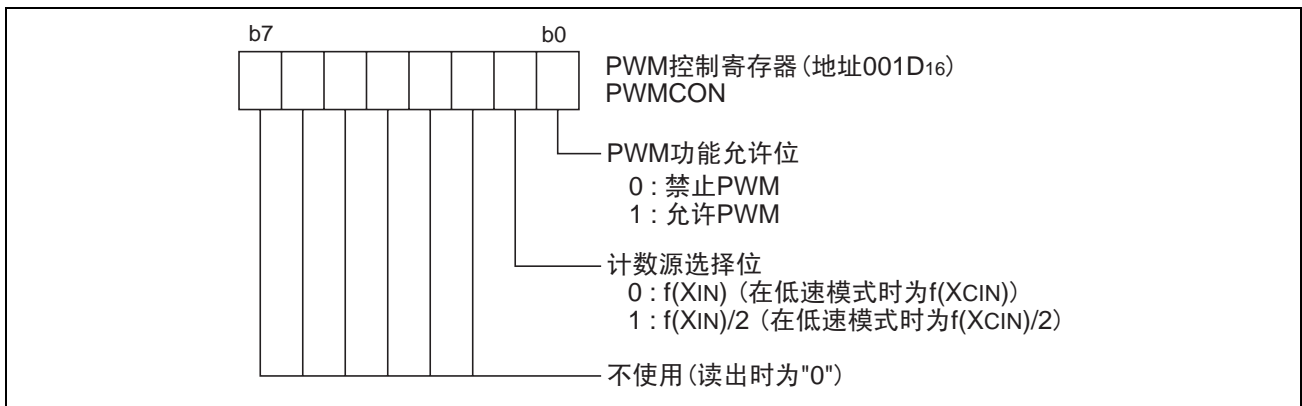 b7 b0
PWM控制寄存器（地址001D16）
PWMCON
PWM功能允许位
0 : 禁止PWM
1 : 允许PWM
计数源选择位
0 : f(XIN)（在低速模式时为f(XCIN)）
1 : f(XIN)/2（在低速模式时为f(XCIN)/2）
不使用（读出时为"0"）